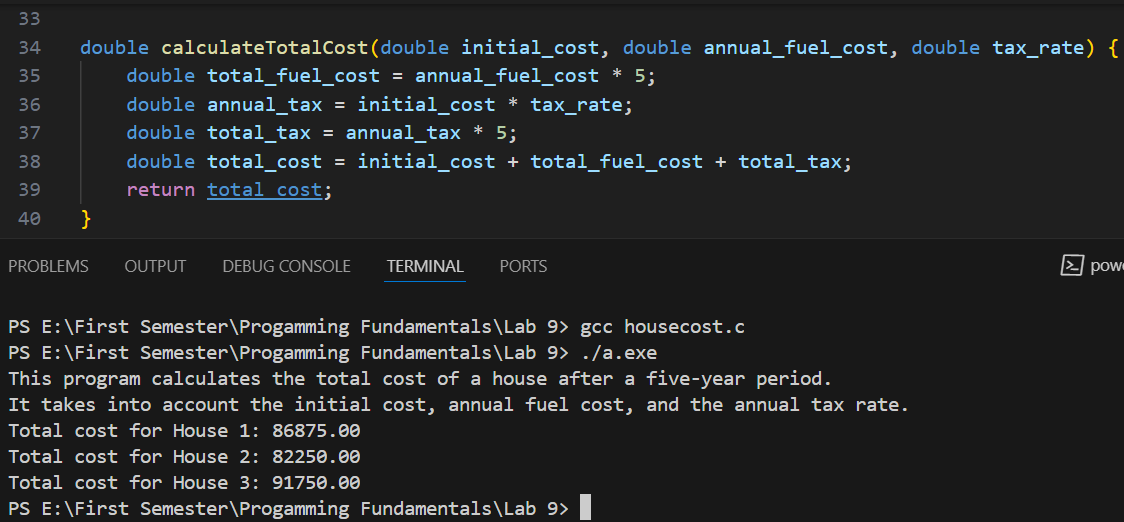 33
34 double calculateTotalCost(double initial_cost, double annual_fuel_cost, double tax_rate) {
35 double total_fuel_cost = annual_fuel_cost * 5;
36 double annual_tax = initial_cost * tax_rate;
37 double total_tax = annual_tax * 5;
38 double total_cost = initial_cost + total_fuel_cost + total_tax;
39 return total_cost;
40 }
PROBLEMS OUTPUT DEBUG CONSOLE TERMINAL PORTS pow
PS E:\First Semester\Progamming Fundamentals\Lab 9> gcc housecost.c
PS E:\First Semester\Progamming Fundamentals\Lab 9> ./a.exe
This program calculates the total cost of a house after a five-year period.
It takes into account the initial cost, annual fuel cost, and the annual tax rate.
Total cost for House 1: 86875.00
Total cost for House 2: 82250.00
Total cost for House 3: 91750.00
PS E:\First Semester\Progamming Fundamentals\Lab 9>